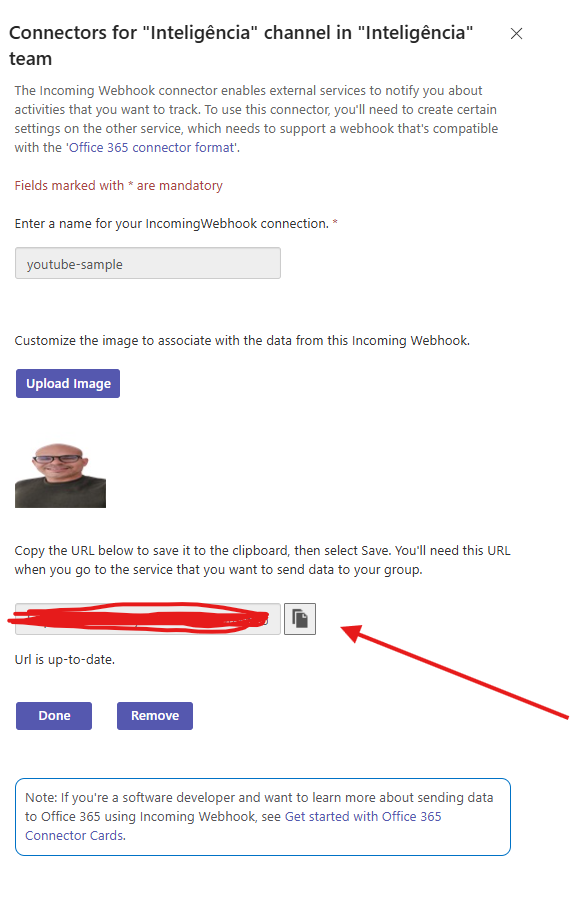 Connectors for "Inteligência" channel in "Inteligência"
team
The Incoming Webhook connector enables external services to notify you about
activities that you want to track. To use this connector, you'll need to create certain
settings on the other service, which needs to support a webhook that's compatible
with the 'Office 365 connector format'.
Fields marked with * are mandatory
Enter a name for your IncomingWebhook connection. *
youtube-sample
Customize the image to associate with the data from this Incoming Webhook.
Upload Image
Copy the URL below to save it to the clipboard, then select Save. You'll need this URL
when you go to the service that you want to send data to your group.
Url is up-to-date.
Done
Remove
Note: If you're a software developer and want to learn more about sending data
to Office 365 using Incoming Webhook, see Get started with Office 365
Connector Cards.